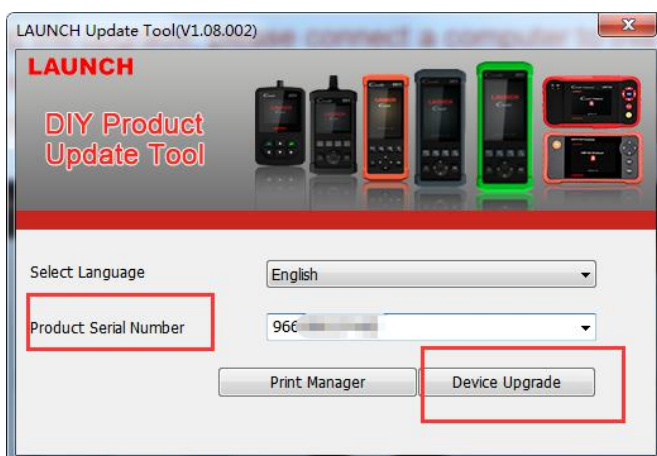 LAUNCH Update Tool(V1.08.002)
LAUNCH
DIY Product
Update Tool
Select Language
English
Product Serial Number
966
Print Manager
Device Upgrade